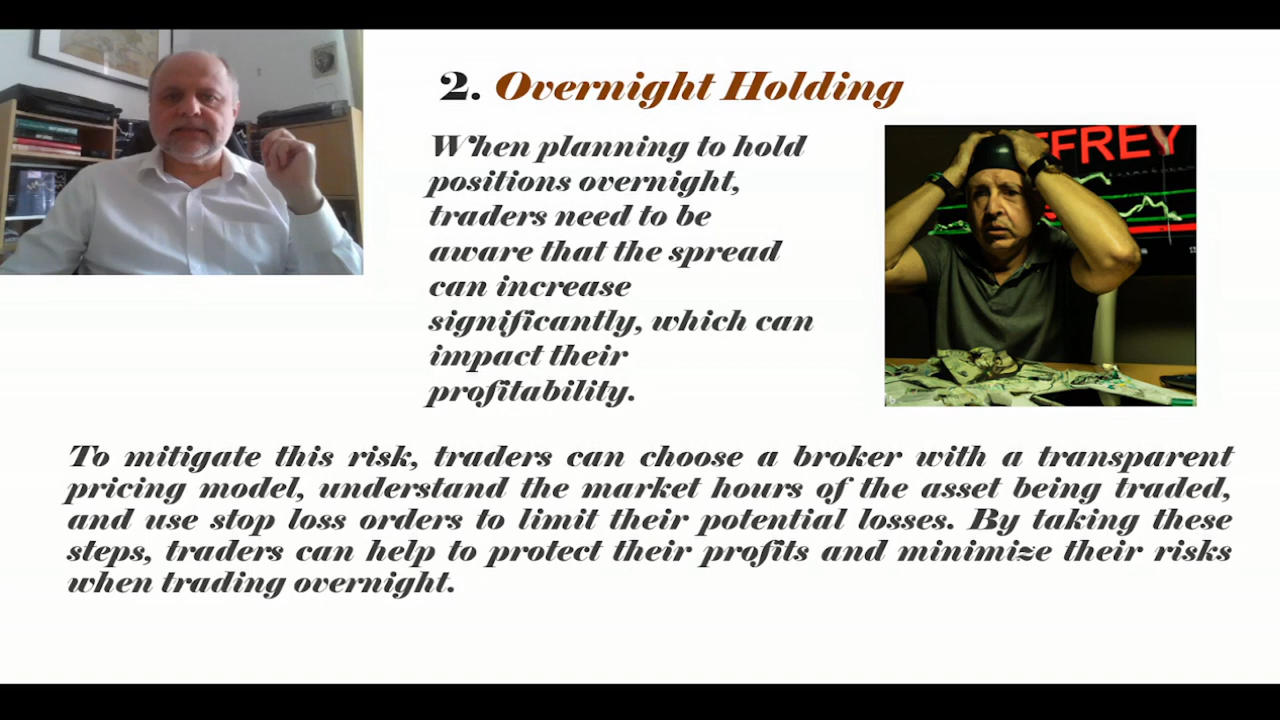 2. Overnight Holding
When planning to hold
positions overnight,
traders need to be
aware that the spread
can increase
significantly, which can
impact their
profitability.
FFREY
To mitigate this risk, traders can choose a broker with a transparent
pricing model, understand the market hours of the asset being traded,
and use stop loss orders to limit their potential losses. By taking these
steps, traders can help to protect their profits and minimize their risks
when trading overnight.